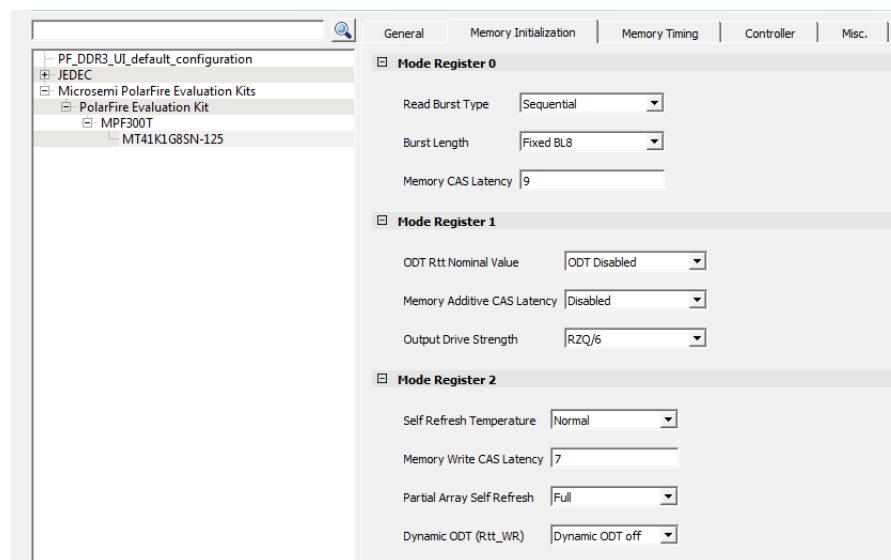 General Memory Initialization Memory Timing Controller Misc.
PF_DDR3_UI_default_configuration
JEDEC
Microsemi PolarFire Evaluation Kits
PolarFire Evaluation Kit
MPF300T
MT41K1G8SN-125
Mode Register 0
Read Burst Type Sequential
Burst Length Fixed BL8
Memory CAS Latency 9
Mode Register 1
ODT Rtt Nominal Value ODT Disabled
Memory Additive CAS Latency Disabled
Output Drive Strength RZQ/6
Mode Register 2
Self Refresh Temperature Normal
Memory Write CAS Latency 7
Partial Array Self Refresh Full
Dynamic ODT (Rtt_WR) Dynamic ODT off